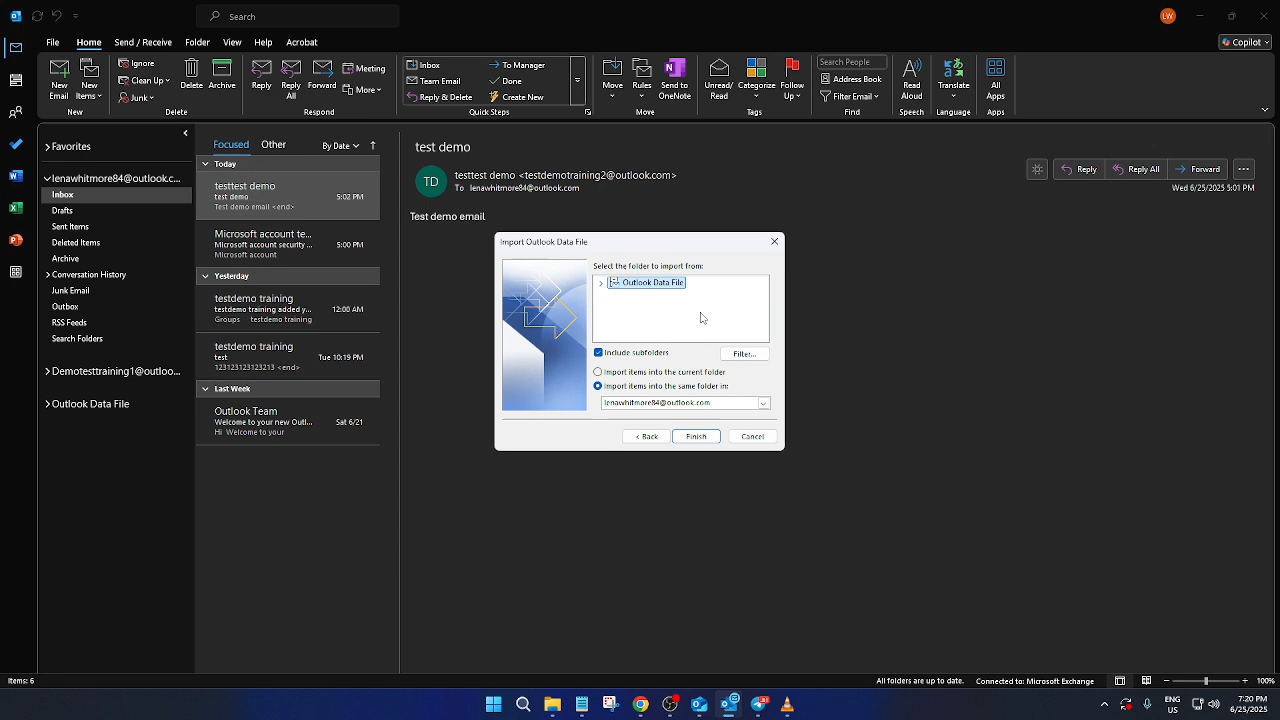 Search
LW
File Home Send / Receive Folder View Help Acrobat
Copilot
New Email
New Items
New
Ignore
Clean Up
Junk
Delete
Archive
Delete
Reply
Reply All
Forward
Meeting
More
Respond
Inbox
To Manager
Team Email
Done
Reply & Delete
Create New
Quick Steps
Move
Rules
Send to OneNote
Move
Unread/ Read
Categorize
Follow Up
Tags
Search People
Address Book
Filter Email
Find
Read Aloud
Speech
Translate
Language
All Apps
Apps
Favorites
lenawhitmore84@outlook.c...
Inbox
Drafts
Sent Items
Deleted Items
Archive
Conversation History
Junk Email
Outbox
RSS Feeds
Search Folders
Demotesttraining1@outloo...
Outlook Data File
Focused Other By Date
Today
testtest demo
test demo 5:02 PM
Test demo email <end>
Microsoft account te...
Microsoft account security ... 5:00 PM
Microsoft account
Yesterday
testdemo training
testdemo training added y... 12:00 AM
Groups testdemo training
testdemo training
test Tue 10:19 PM
123123123123213 <end>
Last Week
Outlook Team
Welcome to your new Outl... Sat 6/21
Hi Welcome to your
test demo
TD
testtest demo <testdemotraining2@outlook.com>
To lenawhitmore84@outlook.com
Reply
Reply All
Forward
Wed 6/25/2025 5:01 PM
Test demo email
Import Outlook Data File
Select the folder to import from:
Outlook Data File
Include subfolders
Filter...
Import items into the current folder
Import items into the same folder in:
lenawhitmore84@outlook.com
< Back
Finish
Cancel
Items: 6
All folders are up to date. Connected to: Microsoft Exchange
100%
ENG
US
7:20 PM
6/25/2025